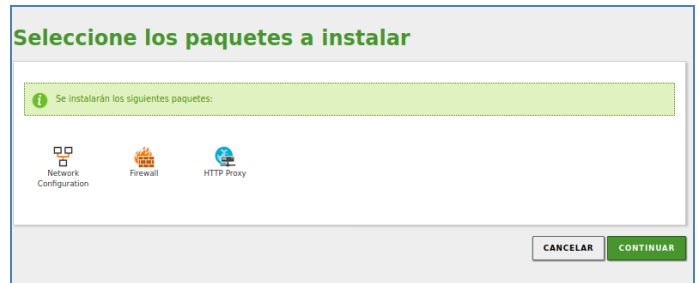 Seleccione los paquetes a instalar
Se instalarán los siguientes paquetes:
Network
Configuration
Firewall
HTTP Proxy
CANCELAR
CONTINUAR